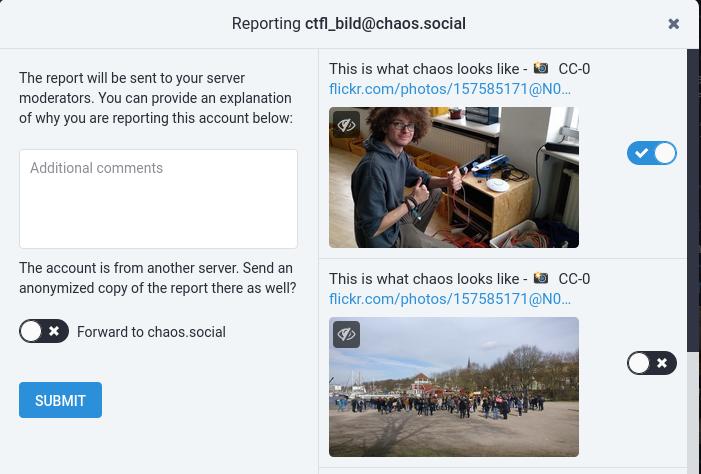 Reporting ctfl_bild@chaos.social
The report will be sent to your server
moderators. You can provide an explanation
of why you are reporting this account below:
Additional comments
The account is from another server. Send an
anonymized copy of the report there as well?
Forward to chaos.social
SUBMIT
This is what chaos looks like - 📸 CC-0
flickr.com/photos/157585171@N0...
This is what chaos looks like - 📸 CC-0
flickr.com/photos/157585171@N0...